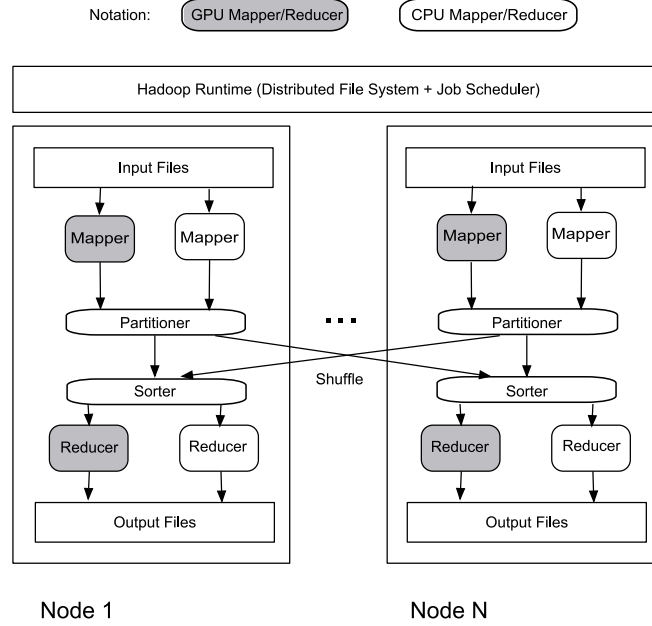 Notation: GPU Mapper/Reducer CPU Mapper/Reducer
Hadoop Runtime (Distributed File System + Job Scheduler)
Input Files
Mapper Mapper
Partitioner
Sorter
Reducer Reducer
Output Files
Node 1
...
Shuffle
Input Files
Mapper Mapper
Partitioner
Sorter
Reducer Reducer
Output Files
Node N